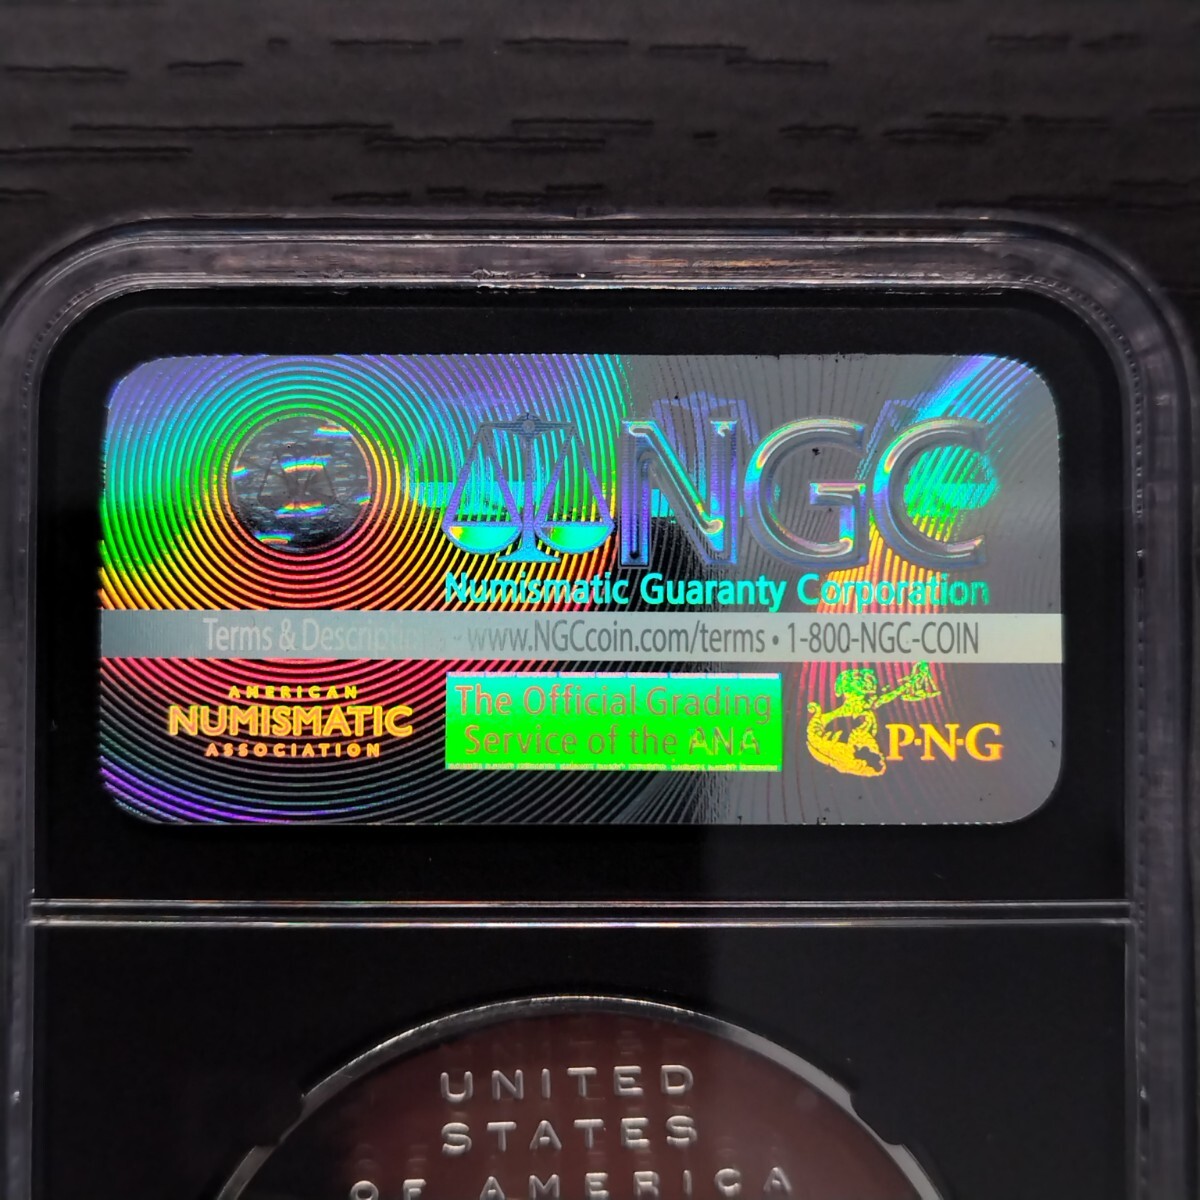 NGC
Numismatic Guaranty Corporation
Terms & Descriptions • www.NGCcoin.com/terms • 1-800-NGC-COIN
AMERICAN
NUMISMATIC
ASSOCIATION
The Official Grading
Service of the ANA
P·N·G
UNITED
STATES
OF AMERICA